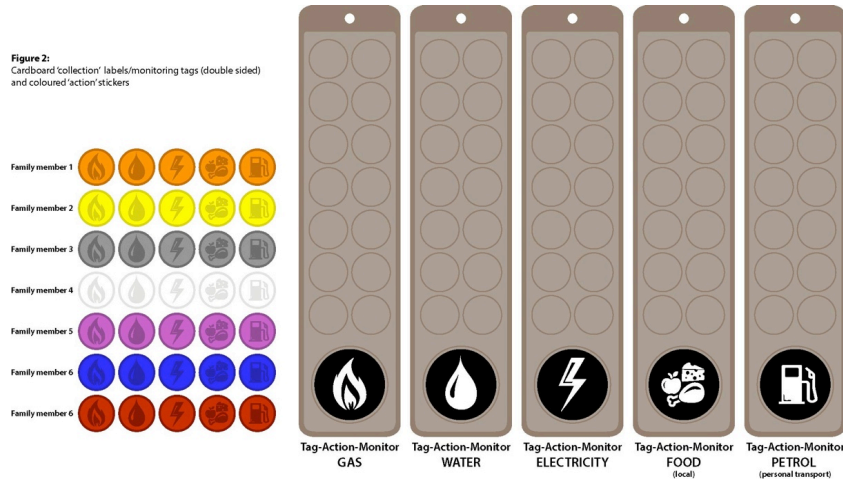 Figure 2:
Cardboard 'collection' labels/monitoring tags (double sided)
and coloured 'action' stickers
Family member 1
Family member 2
Family member 3
Family member 4
Family member 5
Family member 6
Family member 6
Tag-Action-Monitor
GAS
Tag-Action-Monitor
WATER
Tag-Action-Monitor
ELECTRICITY
Tag-Action-Monitor
FOOD
(local)
Tag-Action-Monitor
PETROL
(personal transport)